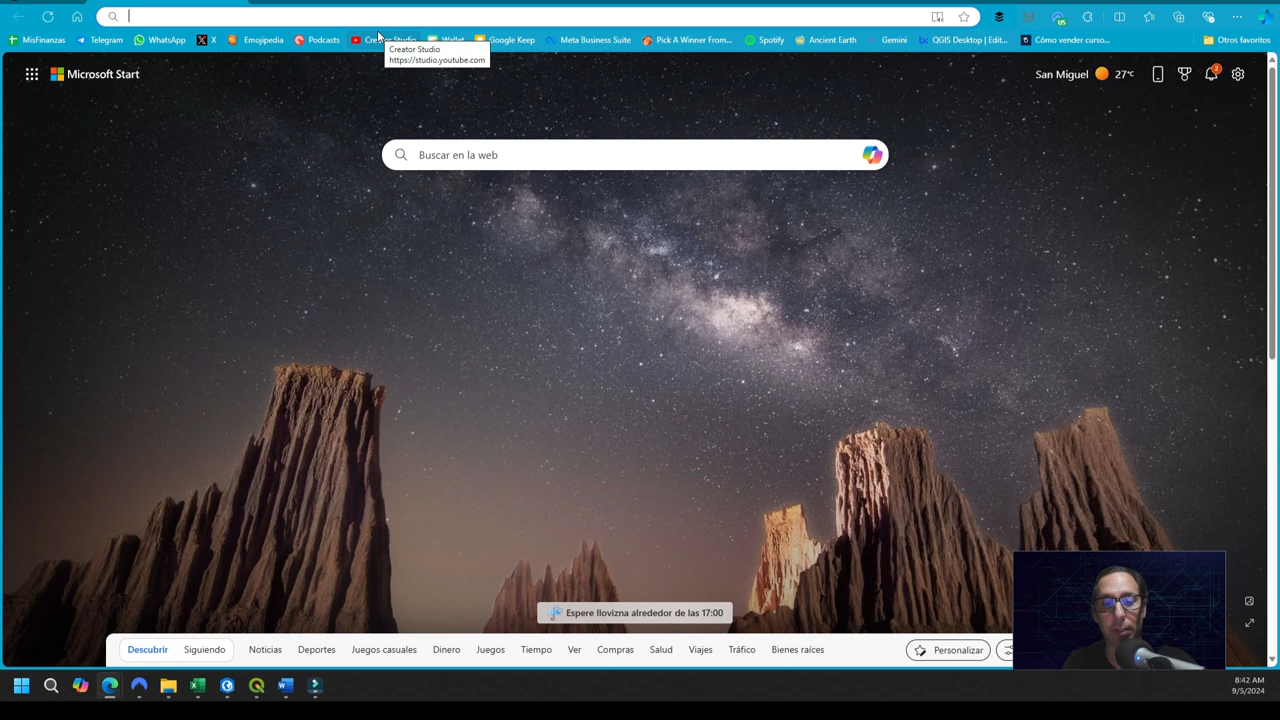 MisFinanzas Telegram WhatsApp X Emojipedia Podcasts Creator Studio Wallet Google Keep Meta Business Suite Pick A Winner From... Spotify Ancient Earth Gemini QGIS Desktop | Edit... Cómo vender curso... Otros favoritos
Creator Studio
https://studio.youtube.com
Microsoft Start
San Miguel 27°C
2
Buscar en la web
Espere llovizna alrededor de las 17:00
Descubrir Siguiendo Noticias Deportes Juegos casuales Dinero Juegos Tiempo Ver Compras Salud Viajes Tráfico Bienes raíces Personalizar
8:42 AM
9/5/2024